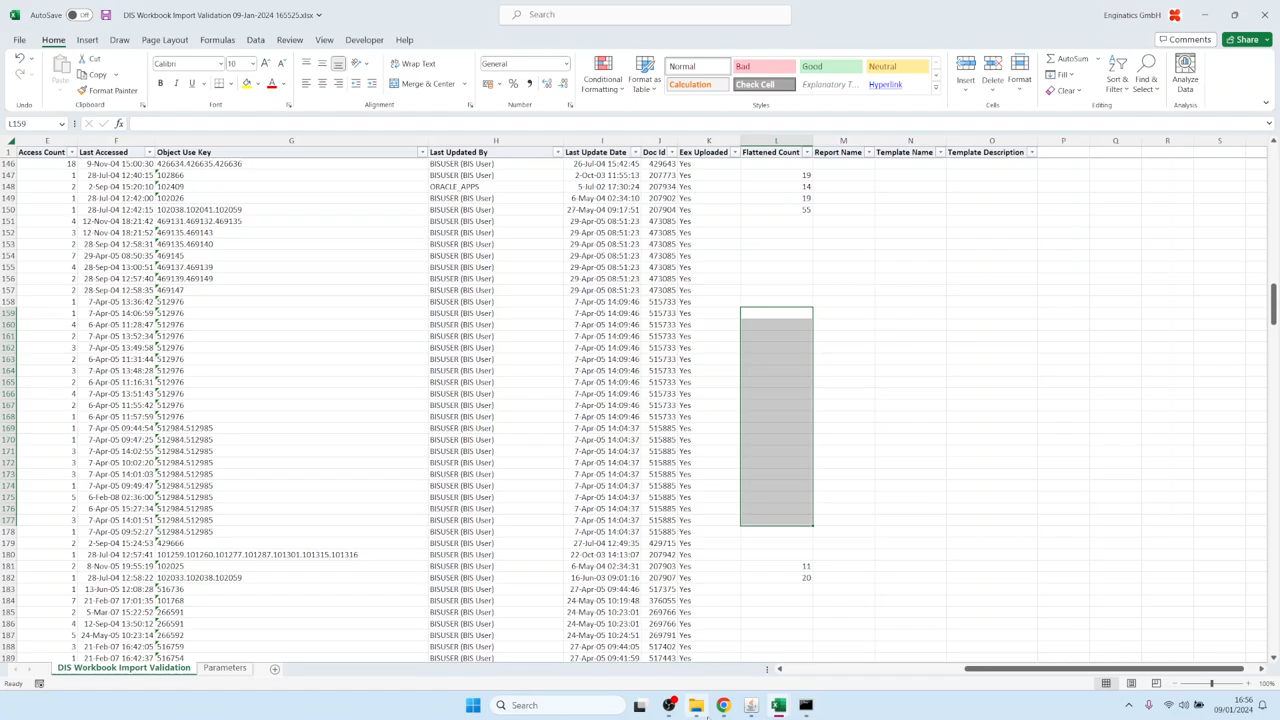 AutoSave Off DIS Workbook Import Validation 09-Jan-2024 165525.xlsx Search Enginatics GmbH
File Home Insert Draw Page Layout Formulas Data Review View Developer Help Comments Share
Undo Paste Cut Copy Format Painter Clipboard
Calibri 10 B I U A Font
Wrap Text Merge & Center Alignment
General % Number
Conditional Formatting Format as Table
Normal Bad Good Neutral
Calculation Check Cell Explanatory T... Hyperlink
Styles
Insert Delete Format Cells
AutoSum Fill Clear Sort & Filter Find & Select Editing
Analyze Data Analysis
L159 fx
E F G H I J K L M N O P Q R S
1 Access Count Last Accessed Object Use Key Last Updated By Last Update Date Doc Id Eex Uploaded Flattened Count Report Name Template Name Template Description
146 18 9-Nov-04 15:00:30 426634.426635.426636 BISUSER (BIS User) 26-Jul-04 15:42:45 429643 Yes
147 1 28-Jul-04 12:40:15 102866 BISUSER (BIS User) 2-Oct-03 11:55:13 207773 Yes 19
148 2 2-Sep-04 15:20:10 102409 ORACLE_APPS 5-Jul-02 17:30:24 207934 Yes 14
149 1 28-Jul-04 12:42:00 102026 BISUSER (BIS User) 6-May-04 02:34:10 207902 Yes 19
150 1 28-Jul-04 12:42:15 102038.102041.102059 BISUSER (BIS User) 27-May-04 09:17:51 207904 Yes 55
151 4 12-Nov-04 18:21:42 469131.469132.469135 BISUSER (BIS User) 29-Apr-05 08:51:23 473085 Yes
152 3 12-Nov-04 18:21:52 469135.469143 BISUSER (BIS User) 29-Apr-05 08:51:23 473085 Yes
153 2 28-Sep-04 12:58:31 469135.469140 BISUSER (BIS User) 29-Apr-05 08:51:23 473085 Yes
154 7 29-Apr-05 08:50:35 469145 BISUSER (BIS User) 29-Apr-05 08:51:23 473085 Yes
155 4 28-Sep-04 13:00:51 469137.469139 BISUSER (BIS User) 29-Apr-05 08:51:23 473085 Yes
156 2 28-Sep-04 12:57:40 469139.469149 BISUSER (BIS User) 29-Apr-05 08:51:23 473085 Yes
157 2 28-Sep-04 12:58:35 469147 BISUSER (BIS User) 29-Apr-05 08:51:23 473085 Yes
158 1 7-Apr-05 13:36:42 512976 BISUSER (BIS User) 7-Apr-05 14:09:46 515733 Yes
159 1 7-Apr-05 14:06:59 512976 BISUSER (BIS User) 7-Apr-05 14:09:46 515733 Yes
160 4 6-Apr-05 11:28:47 512976 BISUSER (BIS User) 7-Apr-05 14:09:46 515733 Yes
161 2 7-Apr-05 13:52:34 512976 BISUSER (BIS User) 7-Apr-05 14:09:46 515733 Yes
162 3 7-Apr-05 13:49:58 512976 BISUSER (BIS User) 7-Apr-05 14:09:46 515733 Yes
163 2 6-Apr-05 11:31:44 512976 BISUSER (BIS User) 7-Apr-05 14:09:46 515733 Yes
164 3 7-Apr-05 13:48:28 512976 BISUSER (BIS User) 7-Apr-05 14:09:46 515733 Yes
165 2 6-Apr-05 11:16:31 512976 BISUSER (BIS User) 7-Apr-05 14:09:46 515733 Yes
166 4 7-Apr-05 13:51:43 512976 BISUSER (BIS User) 7-Apr-05 14:09:46 515733 Yes
167 2 6-Apr-05 11:55:42 512976 BISUSER (BIS User) 7-Apr-05 14:09:46 515733 Yes
168 1 6-Apr-05 11:57:59 512976 BISUSER (BIS User) 7-Apr-05 14:09:46 515733 Yes
169 1 7-Apr-05 09:44:54 512984.512985 BISUSER (BIS User) 7-Apr-05 14:04:37 515885 Yes
170 1 7-Apr-05 09:47:25 512984.512985 BISUSER (BIS User) 7-Apr-05 14:04:37 515885 Yes
171 3 7-Apr-05 14:02:55 512984.512985 BISUSER (BIS User) 7-Apr-05 14:04:37 515885 Yes
172 3 7-Apr-05 10:02:20 512984.512985 BISUSER (BIS User) 7-Apr-05 14:04:37 515885 Yes
173 3 7-Apr-05 14:01:03 512984.512985 BISUSER (BIS User) 7-Apr-05 14:04:37 515885 Yes
174 1 7-Apr-05 09:49:47 512984.512985 BISUSER (BIS User) 7-Apr-05 14:04:37 515885 Yes
175 5 6-Feb-08 02:36:00 512984.512985 BISUSER (BIS User) 7-Apr-05 14:04:37 515885 Yes
176 2 6-Apr-05 15:27:34 512984.512985 BISUSER (BIS User) 7-Apr-05 14:04:37 515885 Yes
177 3 7-Apr-05 14:01:51 512984.512985 BISUSER (BIS User) 7-Apr-05 14:04:37 515885 Yes
178 1 7-Apr-05 09:52:27 512984.512985 BISUSER (BIS User) 7-Apr-05 14:04:37 515885 Yes
179 2 2-Sep-04 15:24:53 429666 BISUSER (BIS User) 27-Jul-04 12:49:35 429715 Yes
180 1 28-Jul-04 12:57:41 101259.101260.101277.101287.101301.101315.101316 BISUSER (BIS User) 22-Oct-03 14:13:07 207942 Yes
181 2 8-Nov-05 19:55:19 102025 BISUSER (BIS User) 6-May-04 02:34:31 207903 Yes 11
182 1 28-Jul-04 12:58:22 102033.102038.102059 BISUSER (BIS User) 16-Jun-03 09:01:16 207907 Yes 20
183 1 13-Jun-05 12:08:28 516736 BISUSER (BIS User) 27-Apr-05 09:44:49 517375 Yes
184 7 21-Feb-07 17:01:35 101768 BISUSER (BIS User) 24-May-05 10:19:48 376055 Yes
185 2 5-Mar-07 15:22:52 266591 BISUSER (BIS User) 24-May-05 10:23:01 269766 Yes
186 4 12-Sep-04 13:50:12 266591 BISUSER (BIS User) 24-May-05 10:23:01 269766 Yes
187 5 24-May-05 10:23:14 266592 BISUSER (BIS User) 24-May-05 10:24:51 269791 Yes
188 3 21-Feb-07 16:42:05 516759 BISUSER (BIS User) 27-Apr-05 09:44:05 517377 Yes
189 1 21-Feb-07 16:42:37 516754 BISUSER (BIS User) 27-Apr-05 09:41:59 517373 Yes
DIS Workbook Import Validation Parameters
Ready 100%
Search 16:56
09/01/2024